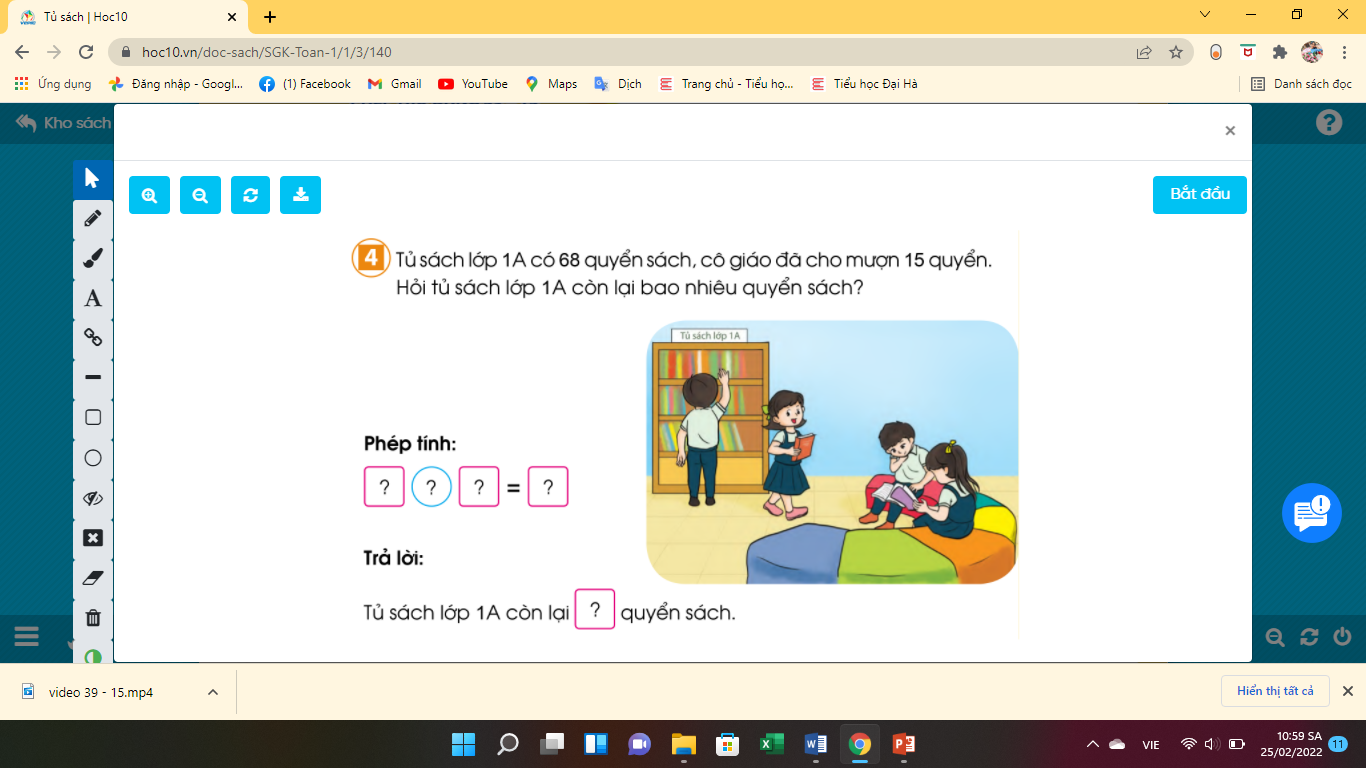 Tủ sách | Hoc10
hoc10.vn/doc-sach/SGK-Toan-1/1/3/140
Ứng dụng Đăng nhập - Googl... (1) Facebook Gmail YouTube Maps Dịch Trang chủ - Tiểu họ... Tiểu học Đại Hà Danh sách đọc
Kho sách
Bắt đầu
4 Tủ sách lớp 1A có 68 quyển sách, cô giáo đã cho mượn 15 quyển.
Hỏi tủ sách lớp 1A còn lại bao nhiêu quyển sách?
Tủ sách lớp 1A
Phép tính:
? ? ? = ?
Trả lời:
Tủ sách lớp 1A còn lại ? quyển sách.
A
video 39 - 15.mp4
Hiển thị tất cả
VIE
10:59 SA
25/02/2022
11